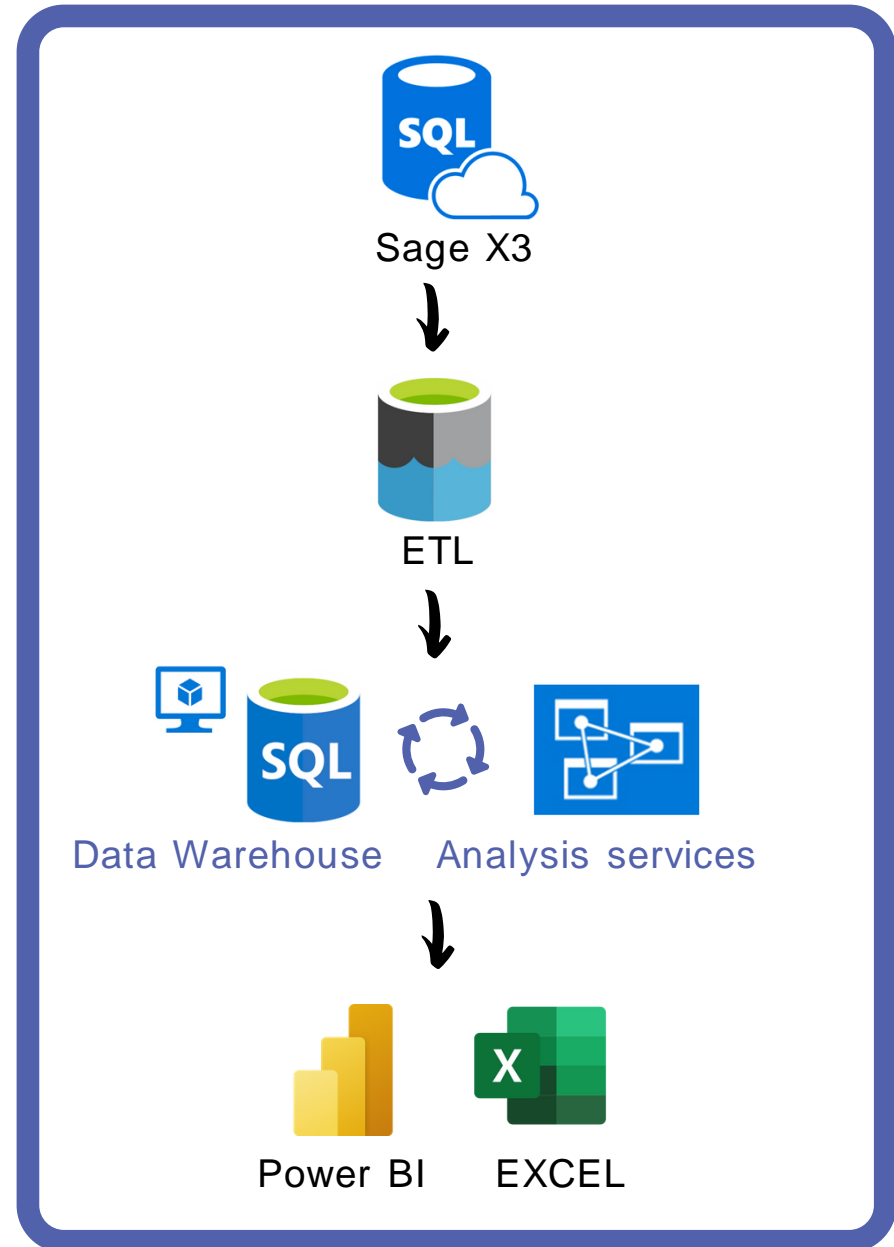 SQL
Sage X3
ETL
SQL
Data Warehouse
Analysis services
X
Power BI
EXCEL